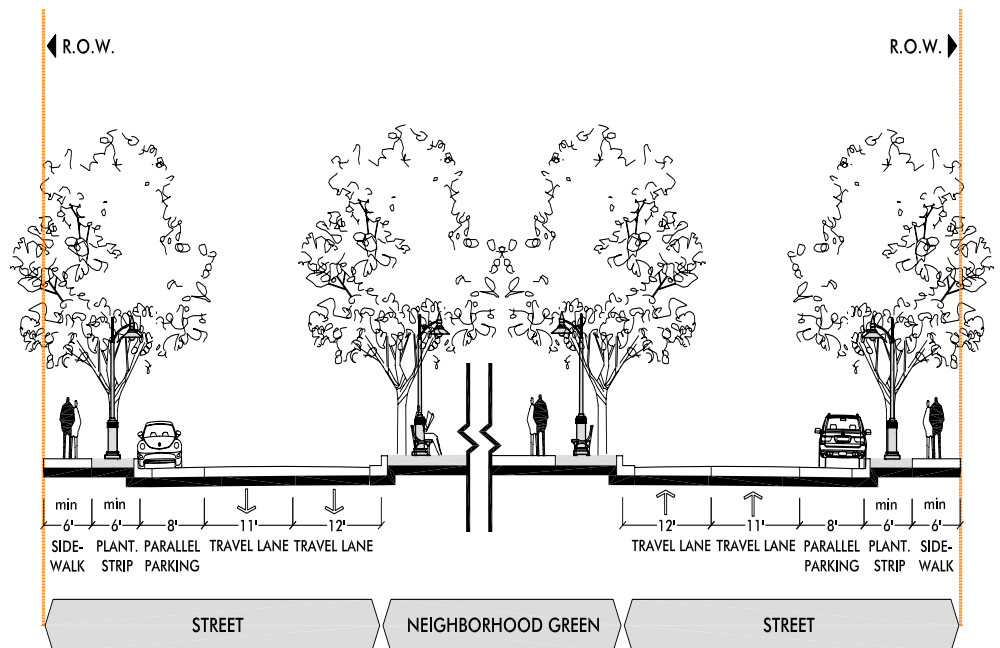 R.O.W. R.O.W.
min min min min
6' 6' 8' 11' 12' 12' 11' 8' 6' 6'
SIDE- PLANT. PARALLEL TRAVEL LANE TRAVEL LANE TRAVEL LANE TRAVEL LANE PARALLEL PLANT. SIDE-
WALK STRIP PARKING PARKING STRIP WALK
STREET NEIGHBORHOOD GREEN STREET